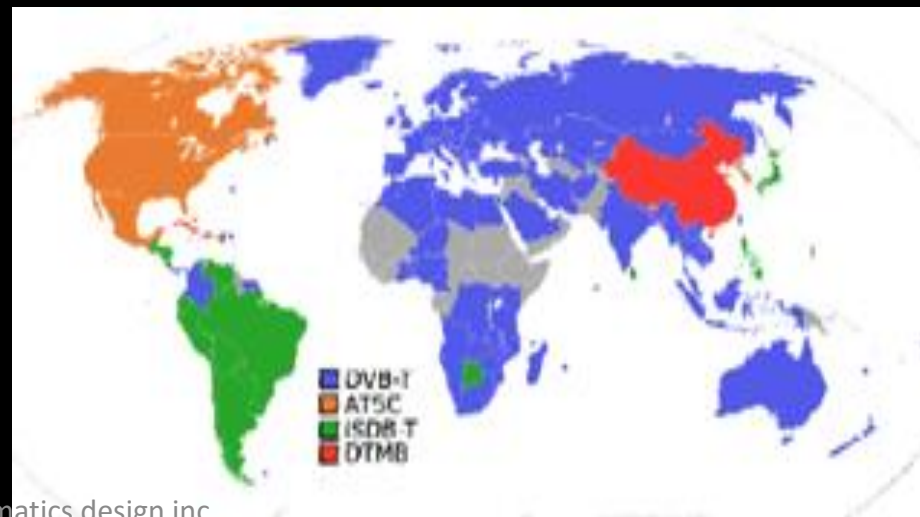 DVB-T
ATSC
ISDB-T
DTMB
matics design inc